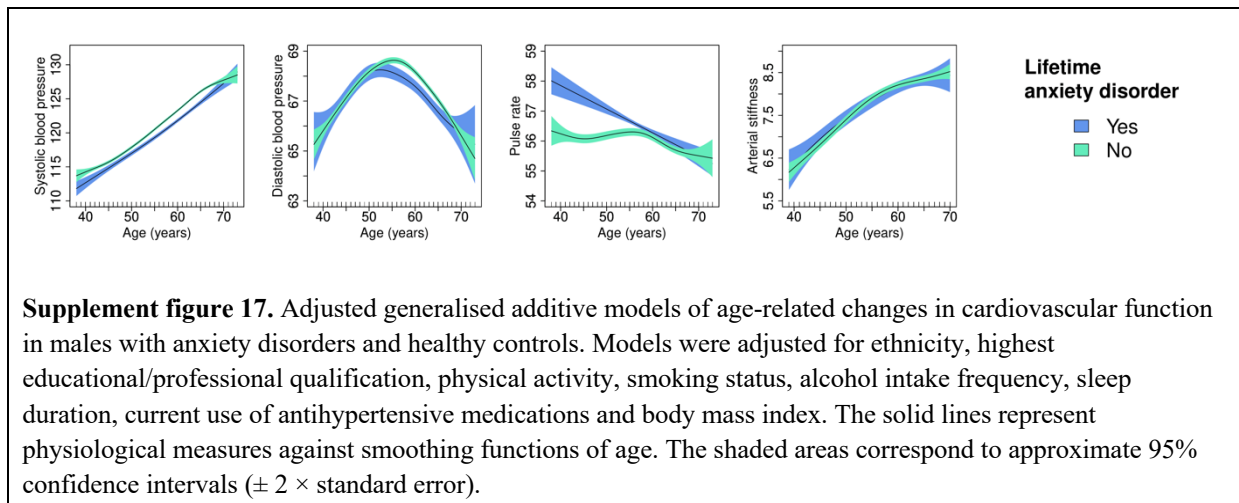 Systolic blood pressure
110 115 120 125 130
40 50 60 70
Age (years)
Diastolic blood pressure
63 65 67 69
40 50 60 70
Age (years)
Pulse rate
54 55 56 57 58 59
40 50 60 70
Age (years)
Arterial stiffness
5.5 6.5 7.5 8.5
40 50 60 70
Age (years)
Lifetime
anxiety disorder
Yes
No
Supplement figure 17. Adjusted generalised additive models of age-related changes in cardiovascular function
in males with anxiety disorders and healthy controls. Models were adjusted for ethnicity, highest
educational/professional qualification, physical activity, smoking status, alcohol intake frequency, sleep
duration, current use of antihypertensive medications and body mass index. The solid lines represent
physiological measures against smoothing functions of age. The shaded areas correspond to approximate 95%
confidence intervals (± 2 × standard error).